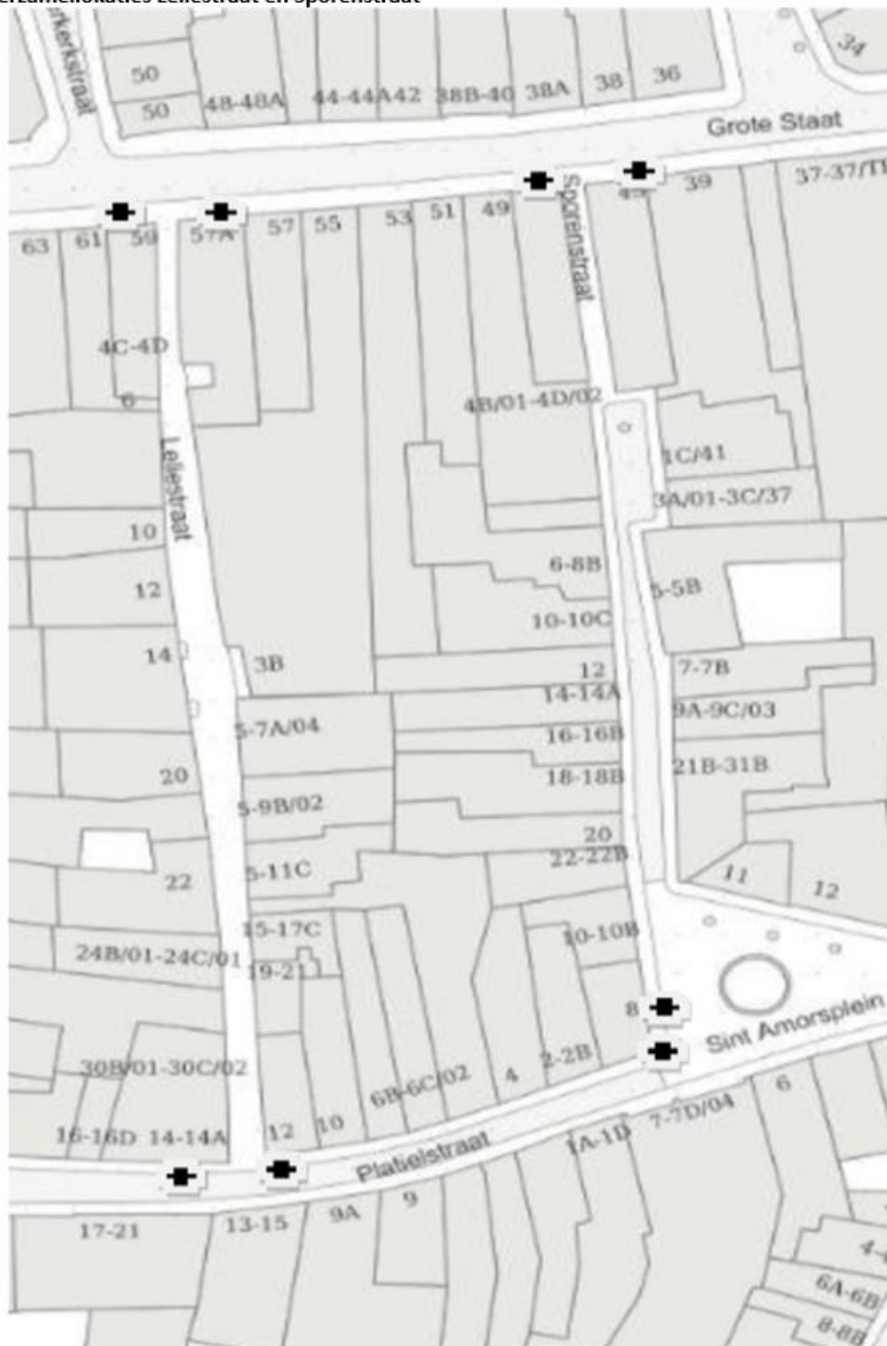 Leliestraat en Sporenstraat
50
50
48-48A
44-44A
42
38B-40
38A
38
36
34
Grote Staat
63
61
59
57A
57
55
53
51
49
Sporenstraat
39
4C-4D
6
4B/01-4D/02
Leliestraat
1C/41
3A/01-3C/37
10
6-8B
5-5B
12
10-10C
14
3B
12
7-7B
14-14A
9A-9C/03
5-7A/04
16-16B
20
18-18B
21B-31B
5-9B/02
20
22-22B
22
5-11C
11
12
15-17C
10-10B
24B/01-24C/01
19-21
8
Sint Amorsplein
30B/01-30C/02
6B-6C/02
4
2-2B
6
16-16D
14-14A
12
10
7-7D/04
1A-1D
Platielstraat
17-21
13-15
9A
9
6A-6B
8-8B